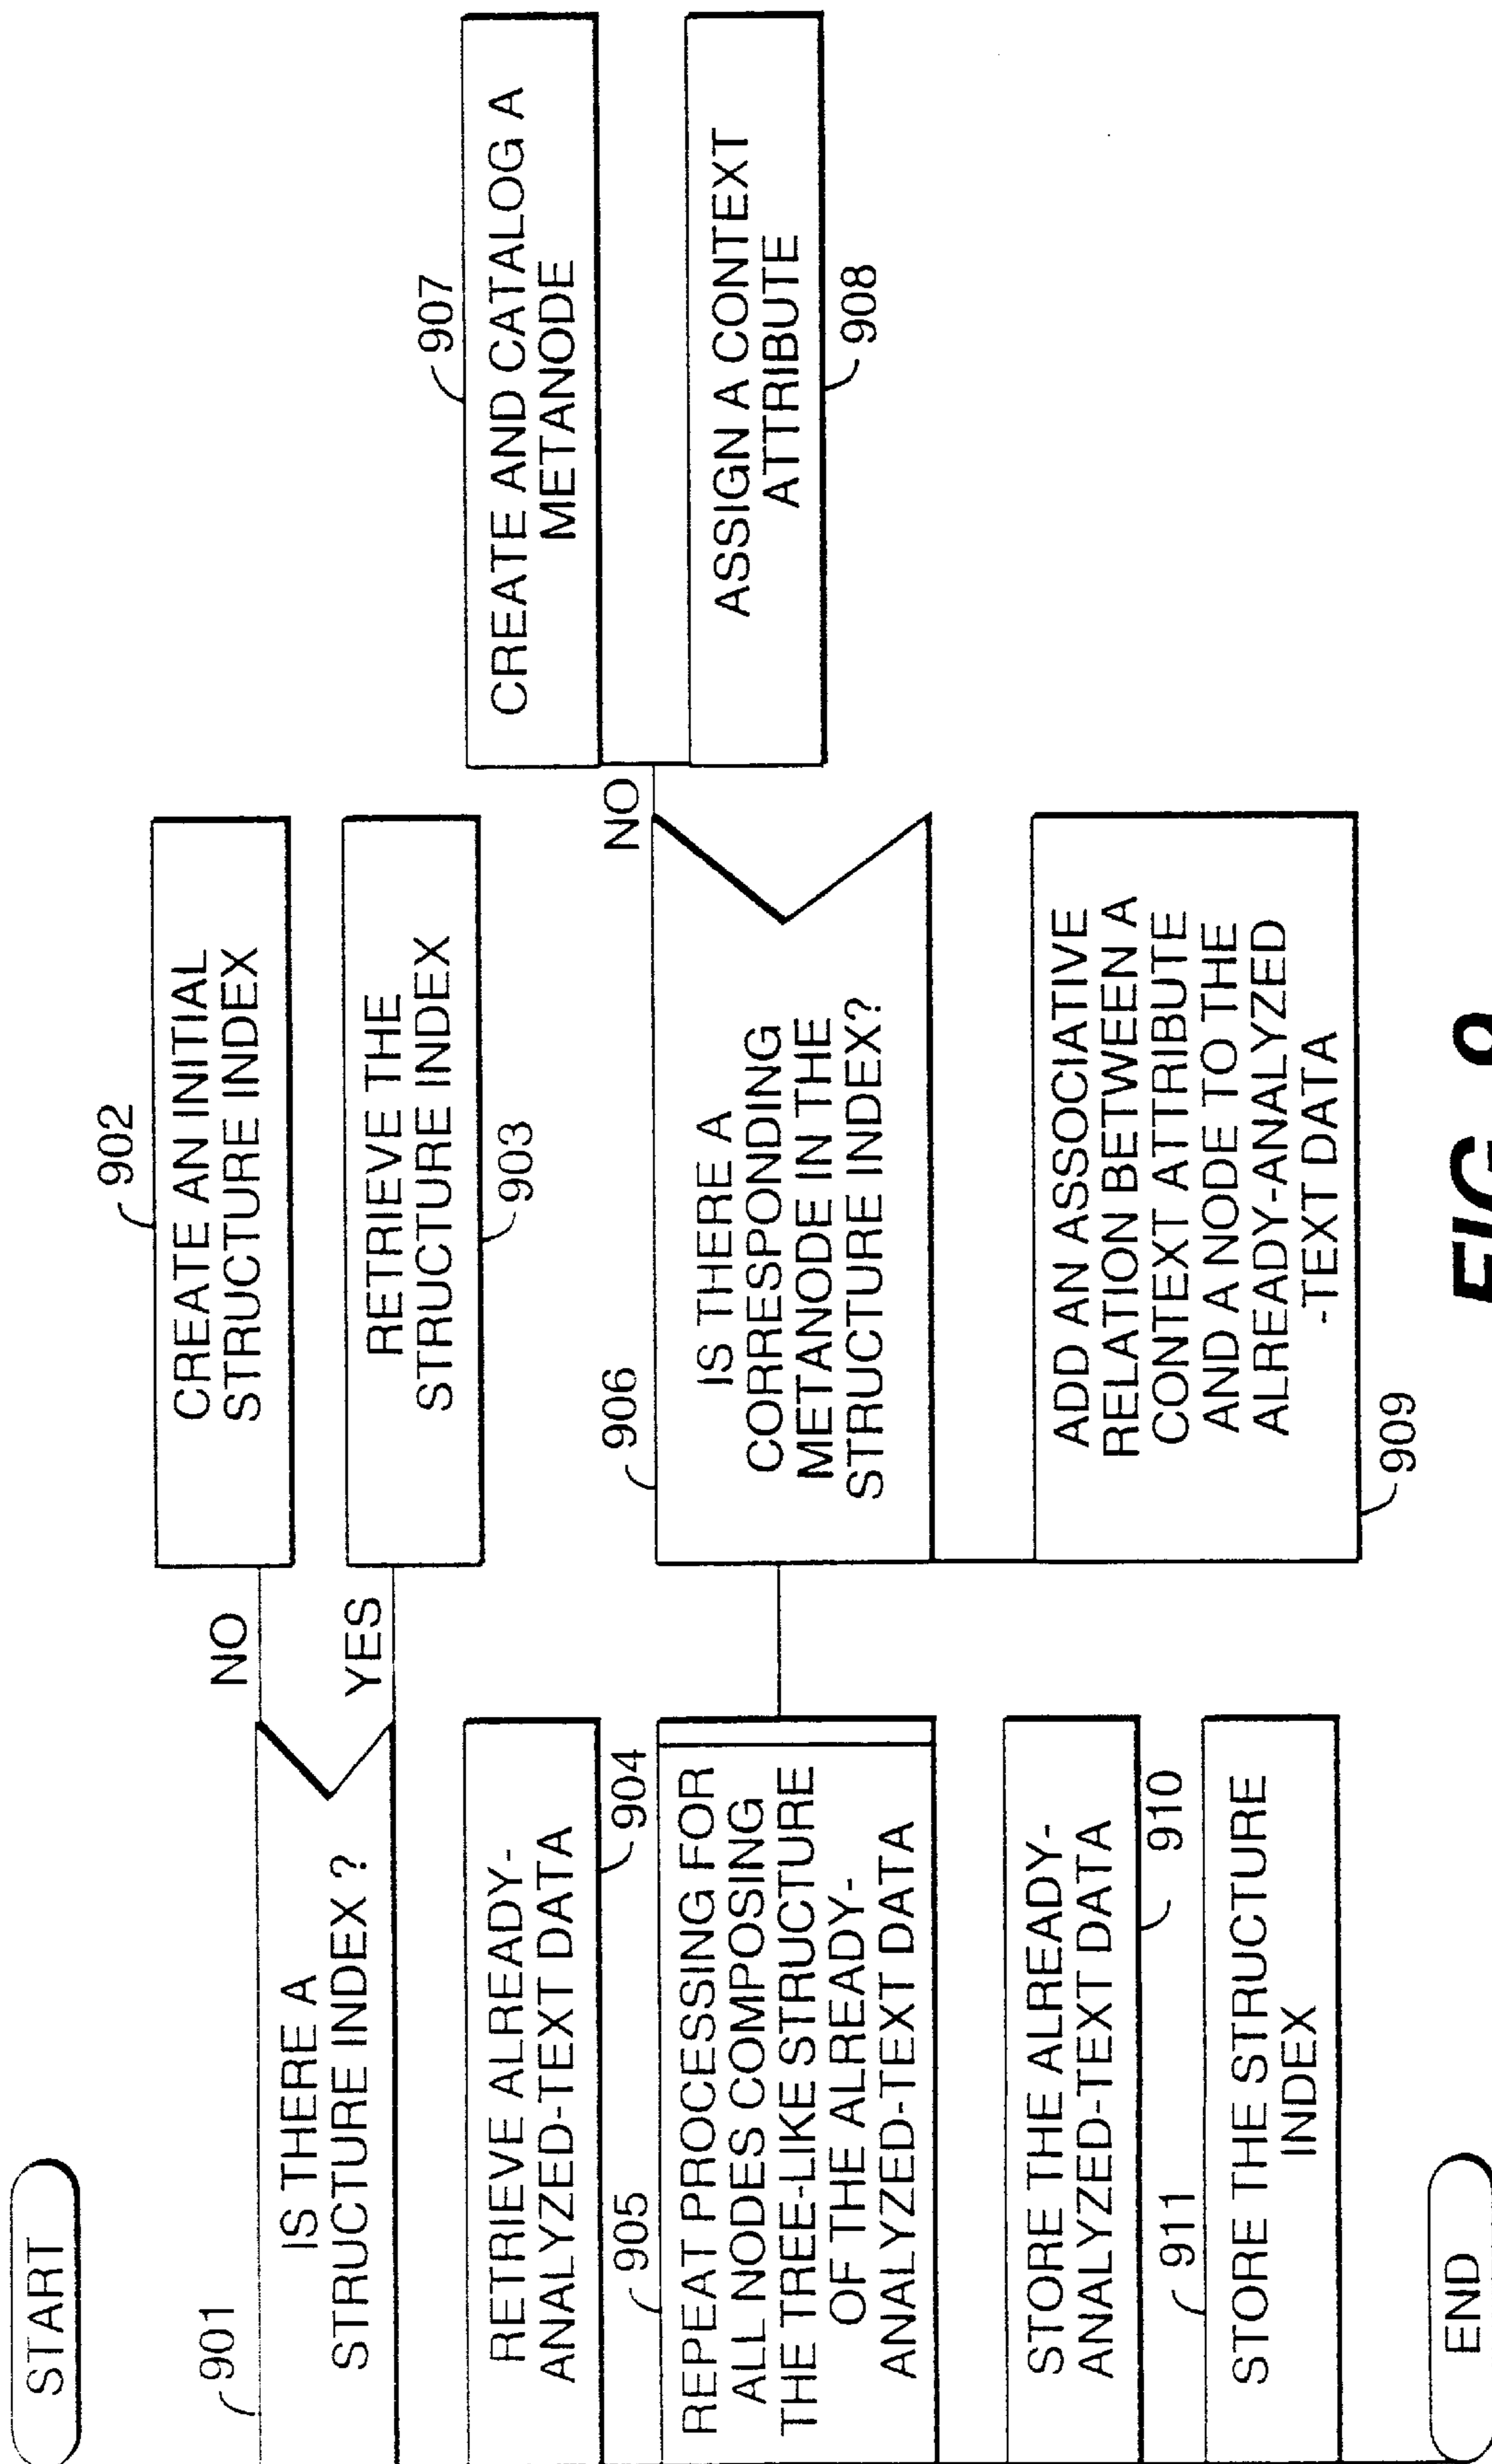 START
901
IS THERE A
STRUCTURE INDEX ?
NO
YES
902
CREATE AN INITIAL
STRUCTURE INDEX
RETRIEVE THE
STRUCTURE INDEX
903
RETRIEVE ALREADY-
ANALYZED-TEXT DATA
904
905
REPEAT PROCESSING FOR
ALL NODES COMPOSING
THE TREE-LIKE STRUCTURE
OF THE ALREADY-
ANALYZED-TEXT DATA
906
IS THERE A
CORRESPONDING
METANODE IN THE
STRUCTURE INDEX?
NO
907
CREATE AND CATALOG A
METANODE
ASSIGN A CONTEXT
ATTRIBUTE
908
ADD AN ASSOCIATIVE
RELATION BETWEEN A
CONTEXT ATTRIBUTE
AND A NODE TO THE
ALREADY-ANALYZED
-TEXT DATA
909
STORE THE ALREADY-
ANALYZED-TEXT DATA
910
911
STORE THE STRUCTURE
INDEX
END
FIG.